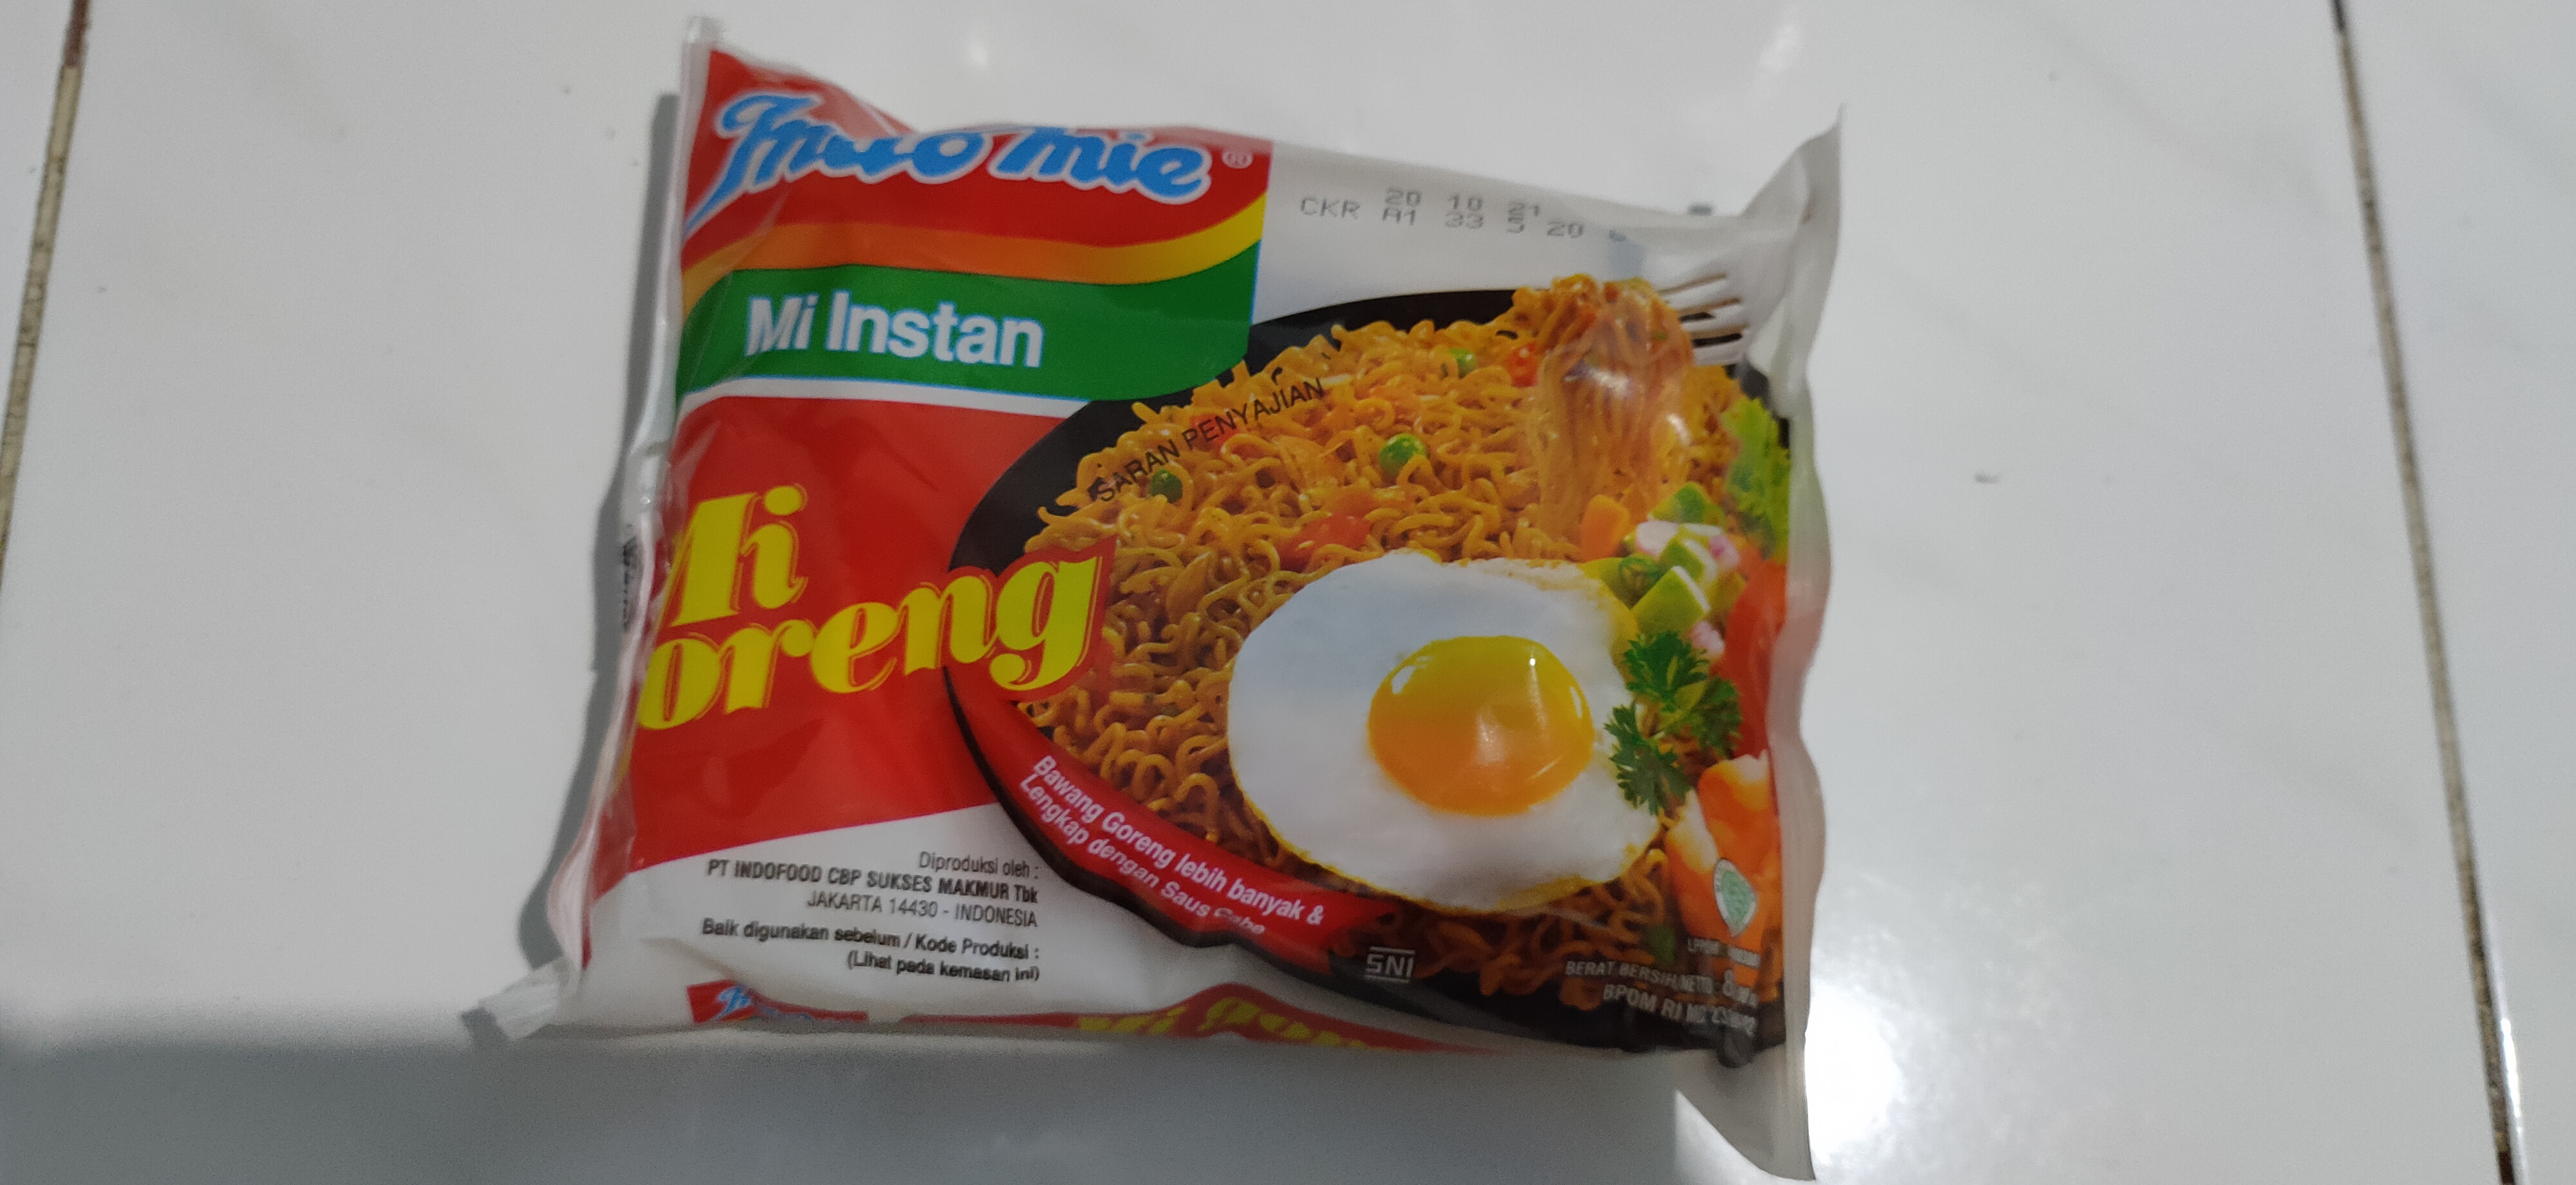 Indomie®
20 10 21
CKR A1 33 5 20
Mi Instan
SARAN PENYAJIAN
Mi
oreng
Bawang Goreng lebih banyak &
Lengkap dengan Saus Cabe
Diproduksi oleh :
PT INDOFOOD CBP SUKSES MAKMUR Tbk
JAKARTA 14430 - INDONESIA
Baik digunakan sebelum / Kode Produksi :
(Lihat pada kemasan ini)
SNI
BERAT BERSIH/NETTO :
BPOM RI MD